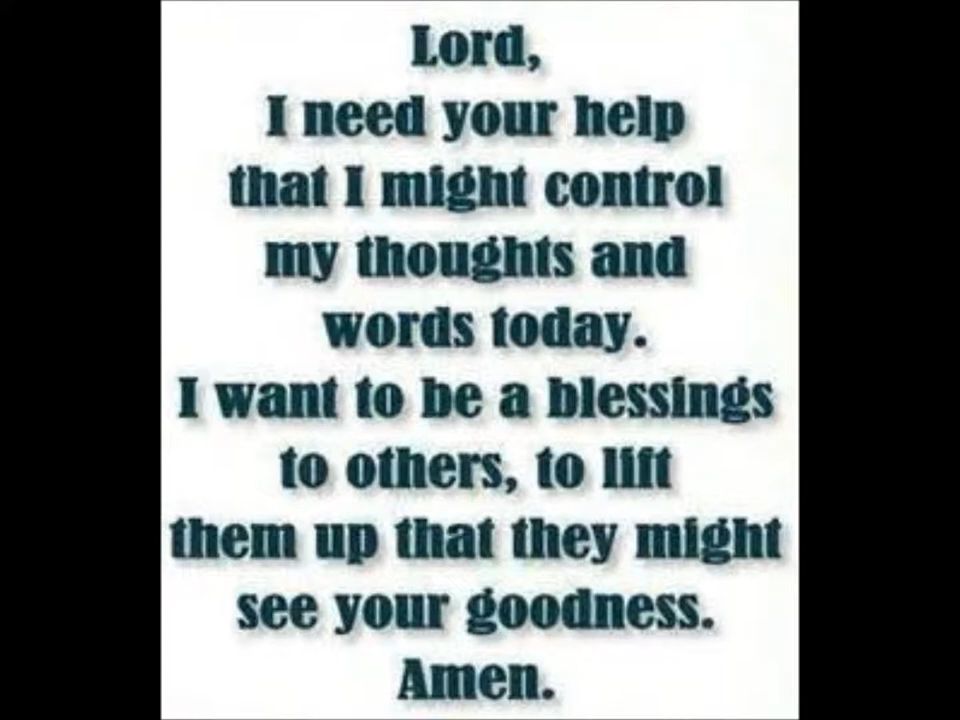 Lord,
I need your help
that I might control
my thoughts and
words today.
I want to be a blessings
to others, to lift
them up that they might
see your goodness.
Amen.